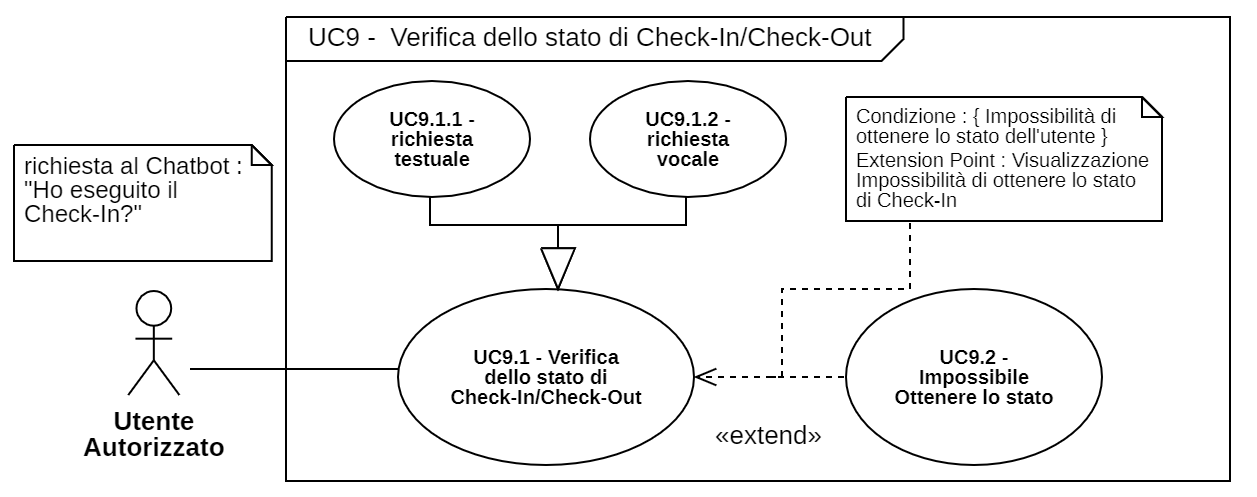 UC9 - Verifica dello stato di Check-In/Check-Out
UC9.1.1 -
richiesta
testuale
UC9.1.2 -
richiesta
vocale
Condizione : { Impossibilità di
ottenere lo stato dell'utente }
Extension Point : Visualizzazione
Impossibilità di ottenere lo stato
di Check-In
richiesta al Chatbot :
"Ho eseguito il
Check-In?"
UC9.1 - Verifica
dello stato di
Check-In/Check-Out
UC9.2 -
Impossibile
Ottenere lo stato
Utente
Autorizzato
«extend»